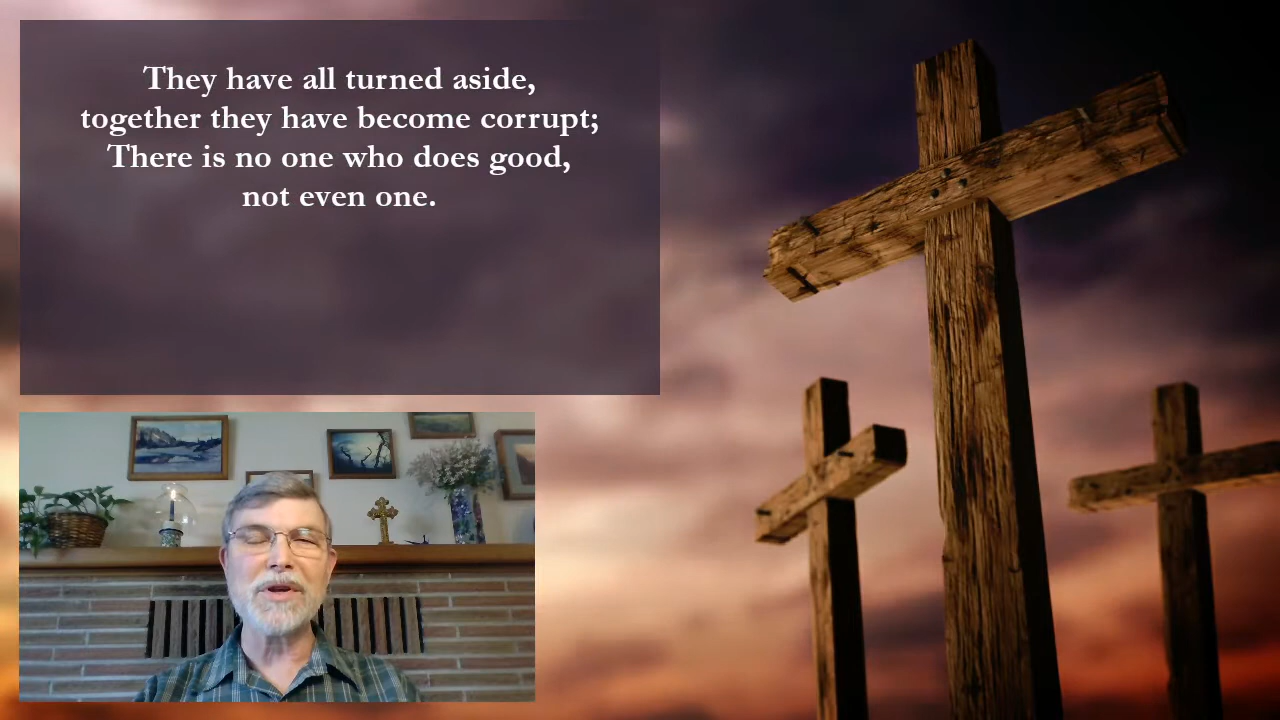 They have all turned aside,
together they have become corrupt;
There is no one who does good,
not even one.